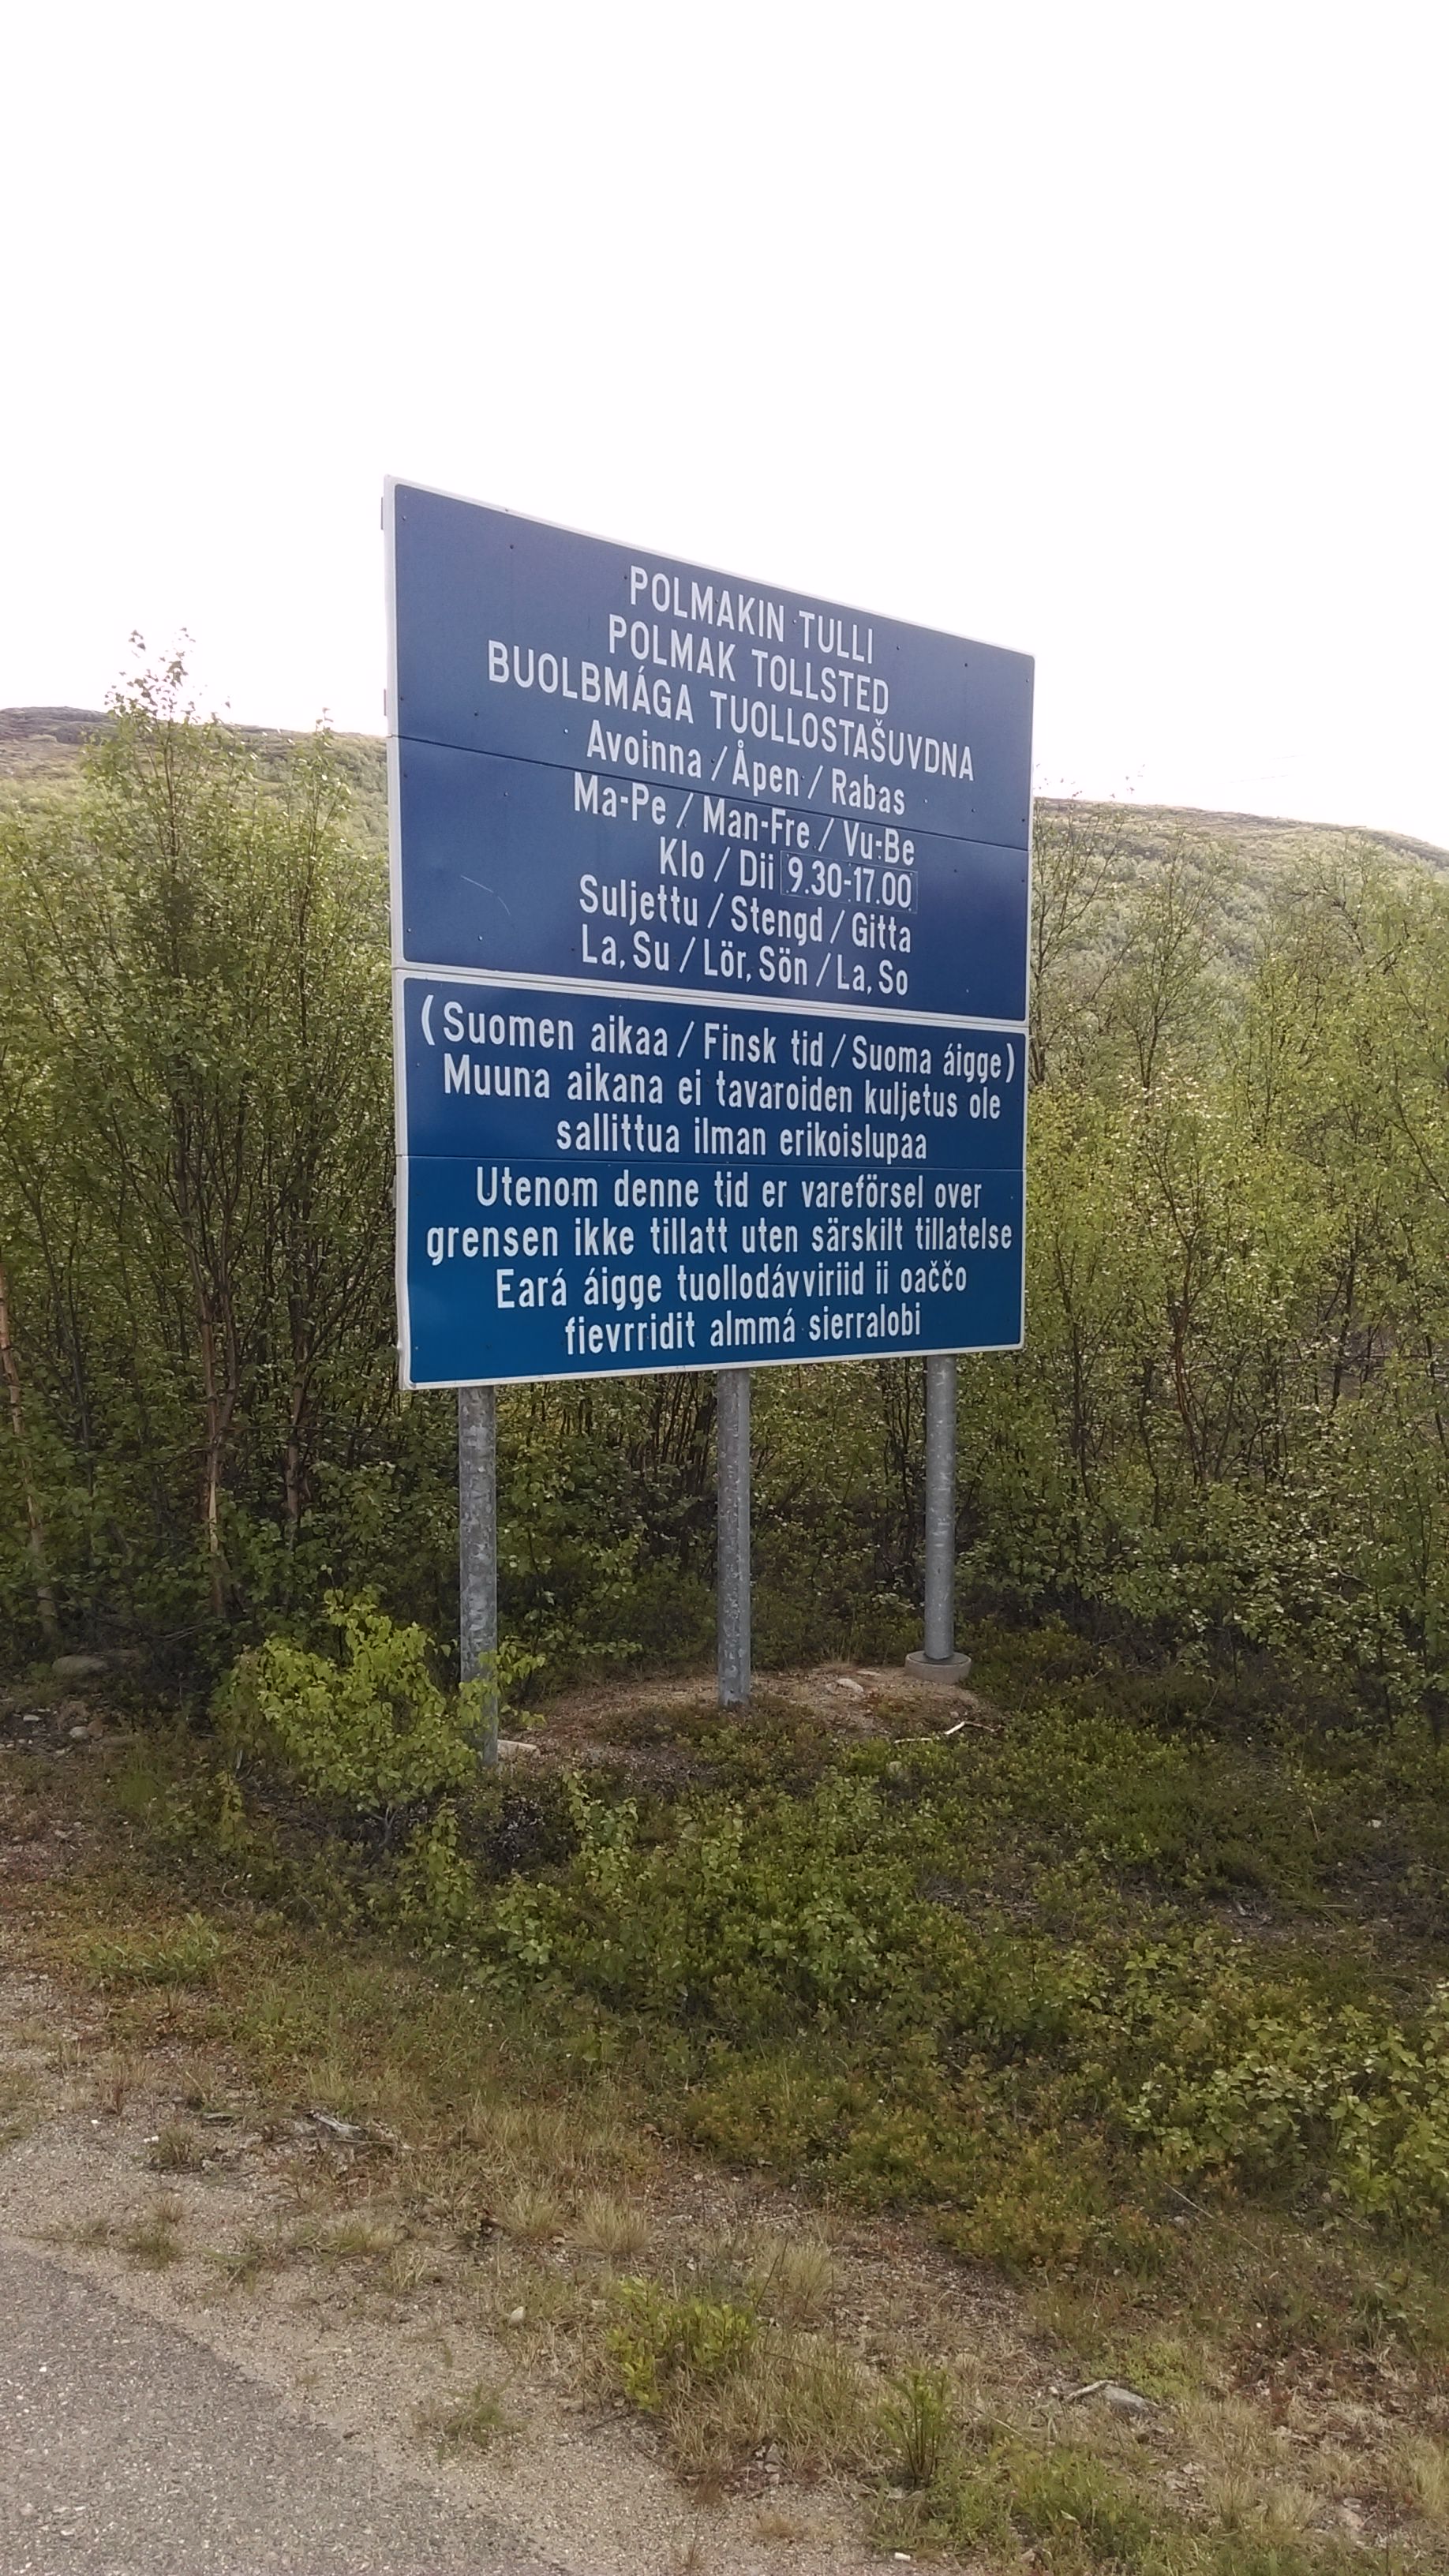 POLMAKIN TULLI
POLMAK TOLLSTED
BUOLBMÁGA TUOLLOSTAŠUVDNA
Avoinna / Åpen / Rabas
Ma-Pe / Man-Fre / Vu-Be
Klo / Dii 9.30-17.00
Suljettu / Stengd / Gitta
La, Su / Lör, Sön / La, So
(Suomen aikaa / Finsk tid / Suoma áigge)
Muuna aikana ei tavaroiden kuljetus ole
sallittua ilman erikoislupaa
Utenom denne tid er vareförsel over
grensen ikke tillatt uten särskilt tillatelse
Eará áigge tuollodávviriid ii oaččo
fievrridit almmá sierralobi